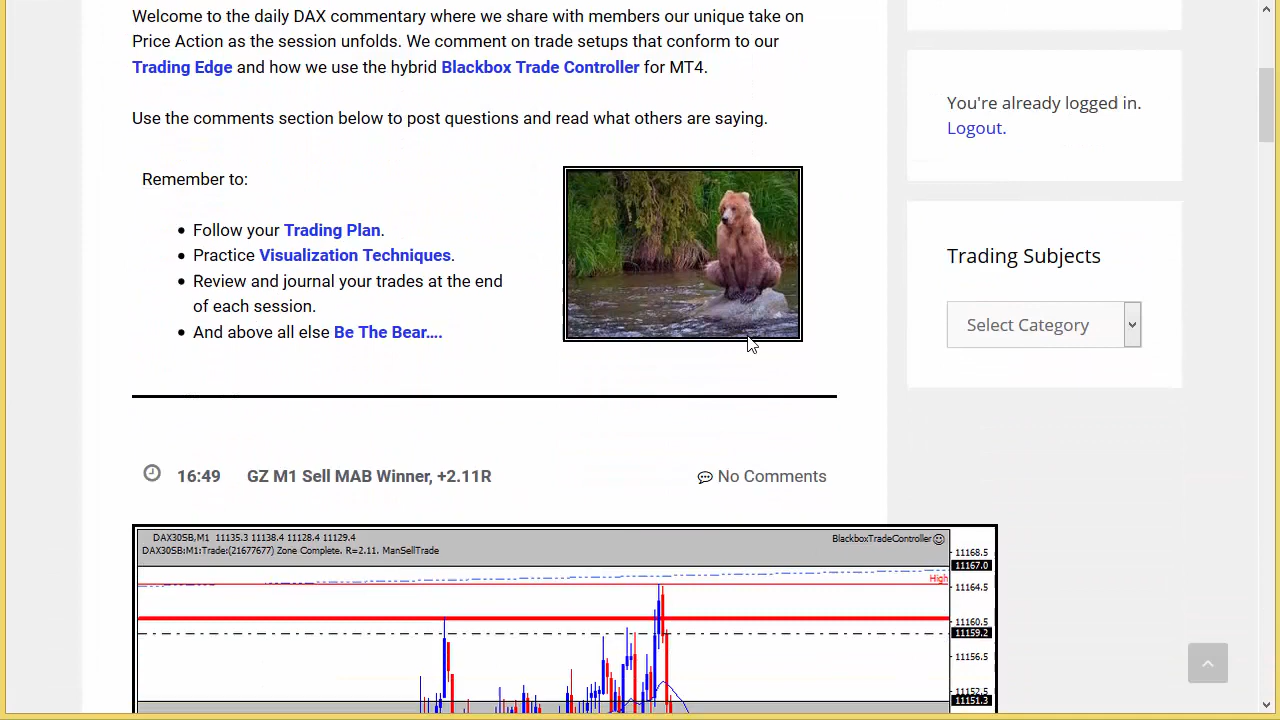 Welcome to the daily DAX commentary where we share with members our unique take on
Price Action as the session unfolds. We comment on trade setups that conform to our
Trading Edge and how we use the hybrid Blackbox Trade Controller for MT4.
Use the comments section below to post questions and read what others are saying.
Remember to:
Follow your Trading Plan.
Practice Visualization Techniques.
Review and journal your trades at the end
of each session.
And above all else Be The Bear....
You're already logged in.
Logout.
Trading Subjects
Select Category
16:49 GZ M1 Sell MAB Winner, +2.11R No Comments
DAX30SB,M1 11135.3 11138.4 11128.4 11129.4
BlackboxTradeController
DAX30SB:M1:Trade:(21677677) Zone Complete. R=2.11. ManSellTrade
11168.5
11167.0
High
11164.5
11160.5
11159.2
11156.5
11152.5
11151.3